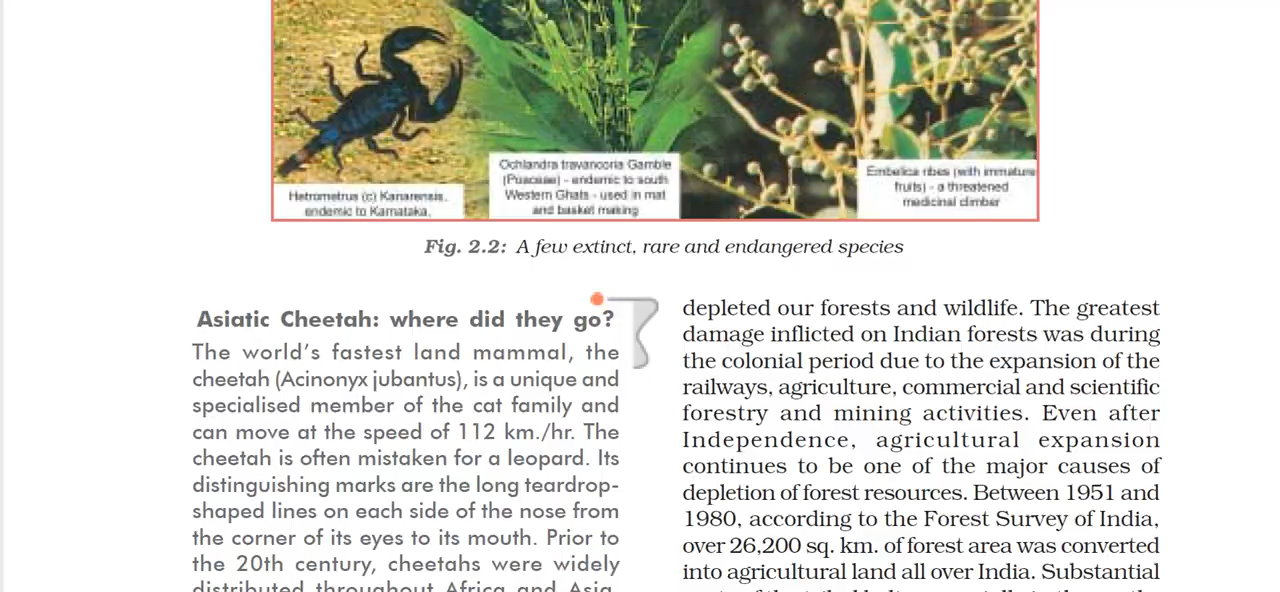 Hetrometrus (c) Kanarensis.
endemic to Karnataka.
Ochlandra travancoria Gamble
(Puaceae) - endemic to south
Western Ghats - used in mat
and basket making
Embelica ribes (with immature
fruits) - a threatened
medicinal climber
Fig. 2.2: A few extinct, rare and endangered species
Asiatic Cheetah: where did they go?
The world's fastest land mammal, the
cheetah (Acinonyx jubantus), is a unique and
specialised member of the cat family and
can move at the speed of 112 km./hr. The
cheetah is often mistaken for a leopard. Its
distinguishing marks are the long teardrop-
shaped lines on each side of the nose from
the corner of its eyes to its mouth. Prior to
the 20th century, cheetahs were widely
distributed throughout Africa and Asia.
depleted our forests and wildlife. The greatest
damage inflicted on Indian forests was during
the colonial period due to the expansion of the
railways, agriculture, commercial and scientific
forestry and mining activities. Even after
Independence, agricultural expansion
continues to be one of the major causes of
depletion of forest resources. Between 1951 and
1980, according to the Forest Survey of India,
over 26,200 sq. km. of forest area was converted
into agricultural land all over India. Substantial